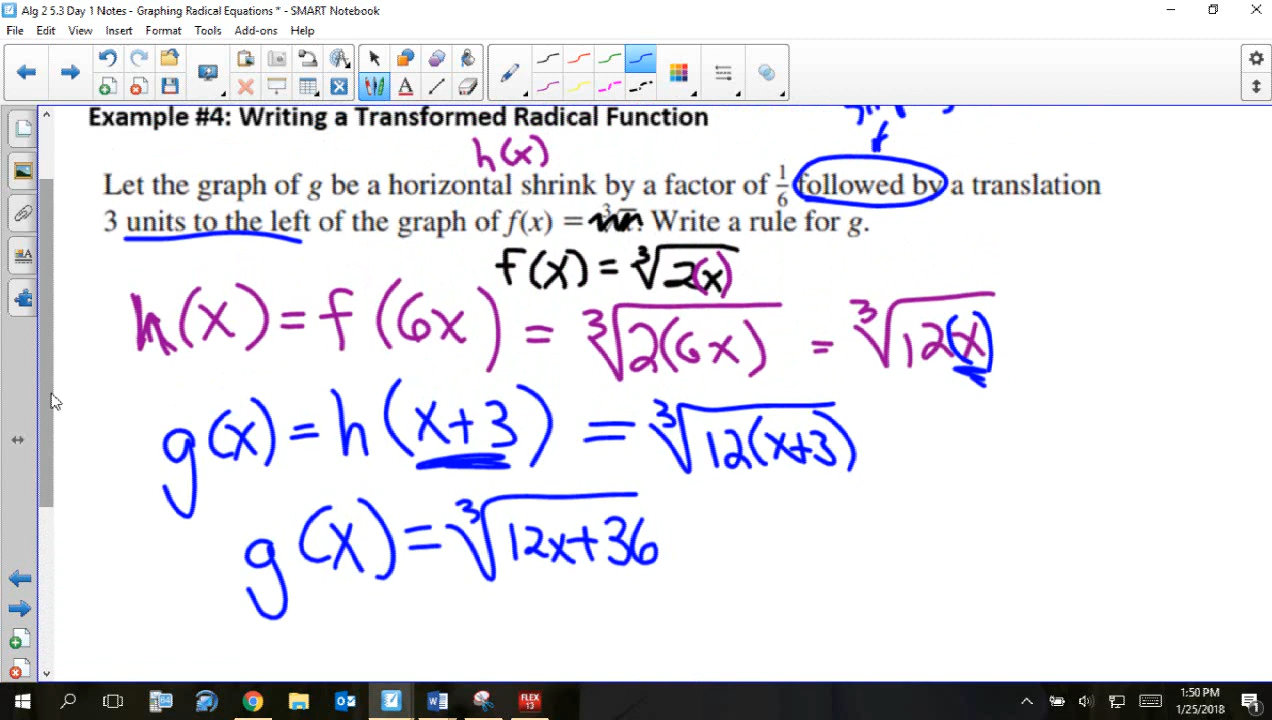 Alg 2 5.3 Day 1 Notes - Graphing Radical Equations * - SMART Notebook
File Edit View Insert Format Tools Add-ons Help
Example #4: Writing a Transformed Radical Function
h(x)
Let the graph of g be a horizontal shrink by a factor of 1/6 followed by a translation
3 units to the left of the graph of f(x) = Write a rule for g.
f(x) = ∛2(x)
h(x) = f(6x) = ∛2(6x) = ∛12(x)
g(x) = h(x+3) = ∛12(x+3)
g(x) = ∛12x+36
FLEX
13
1:50 PM
1/25/2018